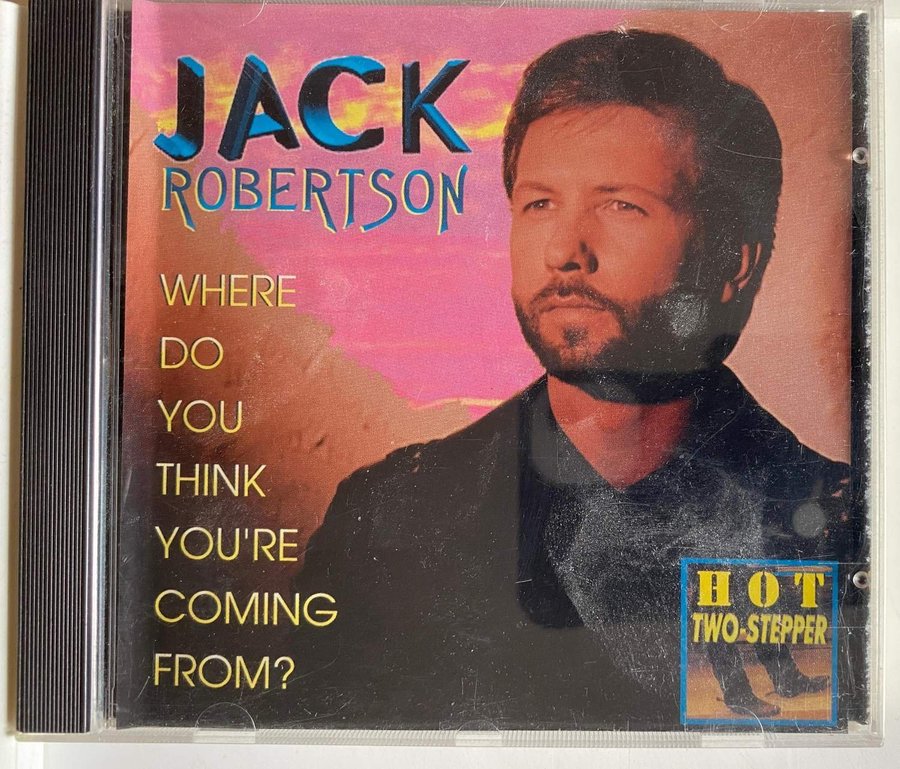 JACK
ROBERTSON
WHERE
DO
YOU
THINK
YOU'RE
COMING
FROM?
HOT
TWO-STEPPER